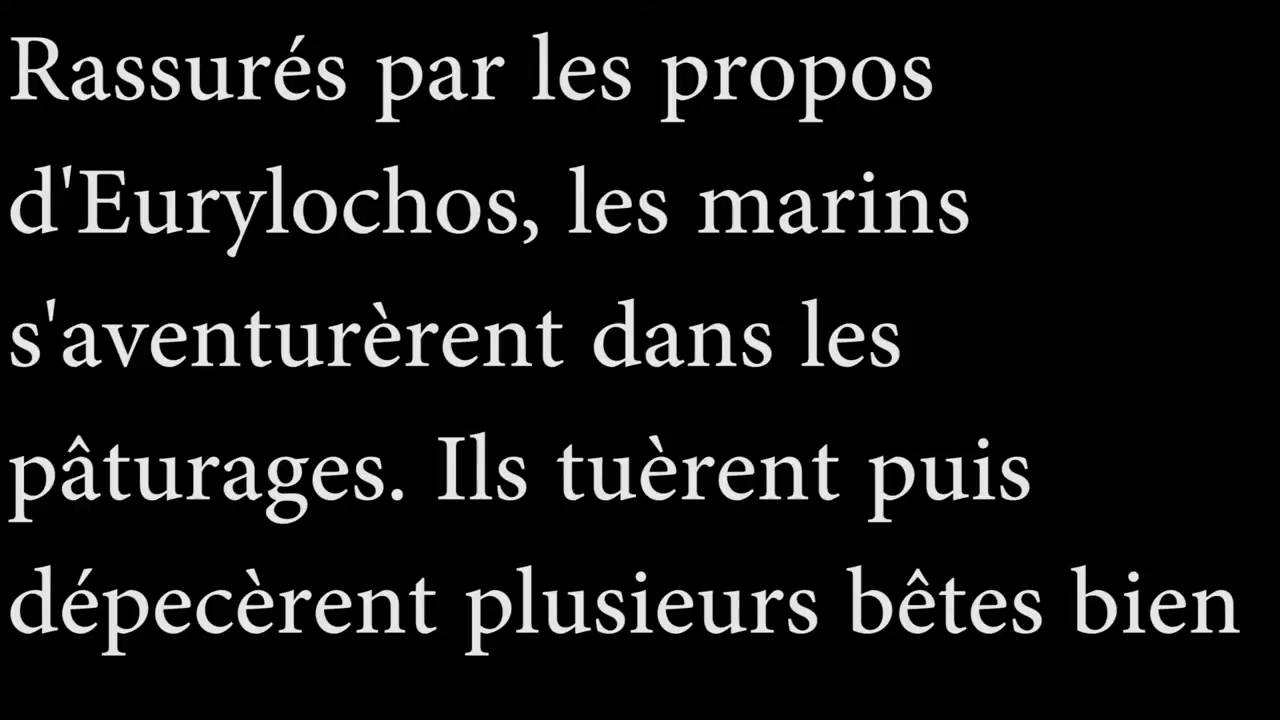 Rassurés par les propos
d'Eurylochos, les marins
s'aventurèrent dans les
pâturages. Ils tuèrent puis
dépecèrent plusieurs bêtes bien